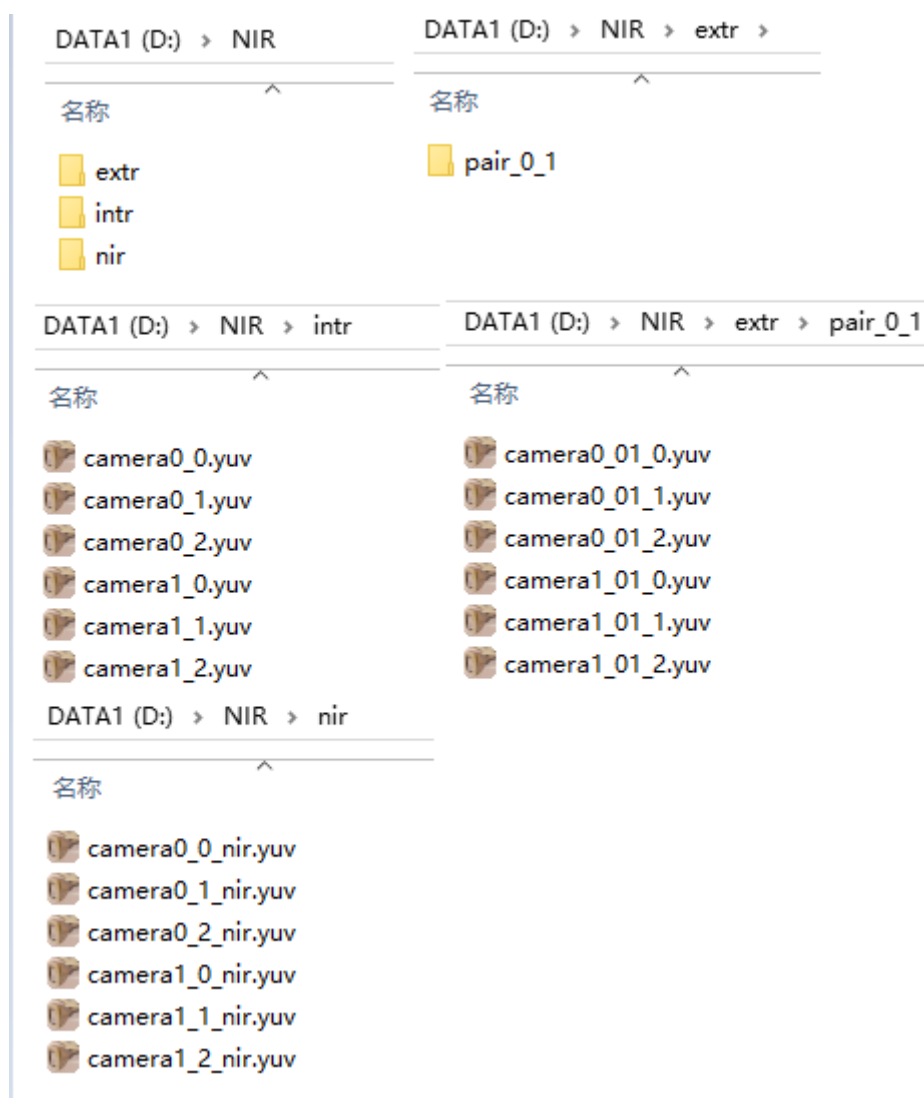 DATA1 (D:) > NIR
名称
extr
intr
nir
DATA1 (D:) > NIR > extr >
名称
pair_0_1
DATA1 (D:) > NIR > intr
名称
camera0_0.yuv
camera0_1.yuv
camera0_2.yuv
camera1_0.yuv
camera1_1.yuv
camera1_2.yuv
DATA1 (D:) > NIR > extr > pair_0_1
名称
camera0_01_0.yuv
camera0_01_1.yuv
camera0_01_2.yuv
camera1_01_0.yuv
camera1_01_1.yuv
camera1_01_2.yuv
DATA1 (D:) > NIR > nir
名称
camera0_0_nir.yuv
camera0_1_nir.yuv
camera0_2_nir.yuv
camera1_0_nir.yuv
camera1_1_nir.yuv
camera1_2_nir.yuv